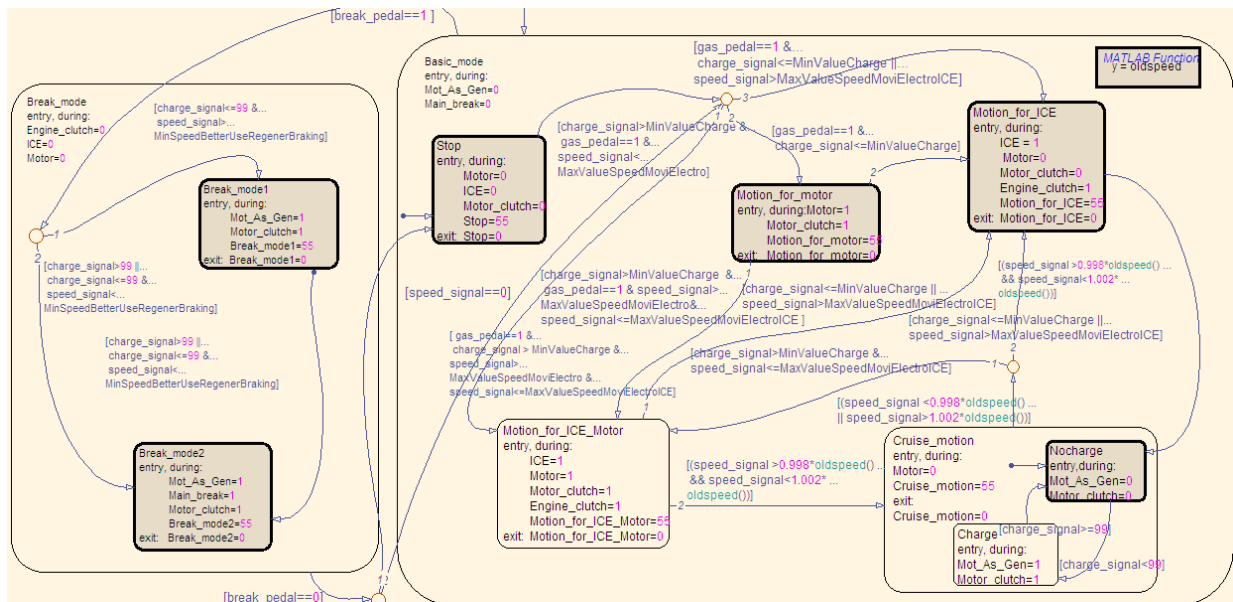 [break_pedal==1 ]
Break_mode
entry, during:
Engine_clutch=0
ICE=0
Motor=0
[charge_signal<=99 &...
speed_signal>...
MinSpeedBetterUseRegenerBraking]
Break_mode1
entry, during:
Mot_As_Gen=1
Motor_clutch=1
Break_mode1=55
exit: Break_mode1=0
1
2
[charge_signal>99 ||...
charge_signal<=99 &...
speed_signal<...
MinSpeedBetterUseRegenerBraking]
[charge_signal>99 ||...
charge_signal<=99 &...
speed_signal<...
MinSpeedBetterUseRegenerBraking]
Break_mode2
entry, during:
Mot_As_Gen=1
Main_break=1
Motor_clutch=1
Break_mode2=55
exit: Break_mode2=0
[break_pedal==0]
12
Basic_mode
entry, during:
Mot_As_Gen=0
Main_break=0
[gas_pedal==1 &...
charge_signal<=MinValueCharge ||...
speed_signal>MaxValueSpeedMoviElectroICE]
MATLAB Function
y = oldspeed
1
2
3
Stop
entry, during:
Motor=0
ICE=0
Motor_clutch=0
Stop=55
exit: Stop=0
[charge_signal>MinValueCharge &
gas_pedal==1 &...
speed_signal<...
MaxValueSpeedMoviElectro]
[gas_pedal==1 &...
charge_signal<=MinValueCharge]
Motion_for_motor
entry, during:Motor=1
Motor_clutch=1
Motion_for_motor=55
exit: Motion_for_motor=0
2
1
Motion_for_ICE
entry, during:
ICE = 1
Motor=0
Motor_clutch=0
Engine_clutch=1
Motion_for_ICE=55
exit: Motion_for_ICE=0
1
2
[speed_signal==0]
[charge_signal>MinValueCharge &...
gas_pedal==1 & speed_signal>...
MaxValueSpeedMoviElectro&...
speed_signal<=MaxValueSpeedMoviElectroICE ]
[charge_signal<=MinValueCharge || ...
speed_signal>MaxValueSpeedMoviElectroICE]
[(speed_signal >0.998*oldspeed() ...
&& speed_signal<1.002* ...
oldspeed())]
[charge_signal<=MinValueCharge ||...
speed_signal>MaxValueSpeedMoviElectroICE]
[ gas_pedal==1 &...
charge_signal > MinValueCharge &...
speed_signal>...
MaxValueSpeedMoviElectro &...
speed_signal<=MaxValueSpeedMoviElectroICE]
[charge_signal>MinValueCharge &...
speed_signal<=MaxValueSpeedMoviElectroICE]
2
1
[(speed_signal <0.998*oldspeed() ...
|| speed_signal>1.002*oldspeed())]
Motion_for_ICE_Motor
entry, during:
ICE=1
Motor=1
Motor_clutch=1
Engine_clutch=1
Motion_for_ICE_Motor=55
exit: Motion_for_ICE_Motor=0
1
2
[(speed_signal >0.998*oldspeed() ...
&& speed_signal<1.002* ...
oldspeed())]
Cruise_motion
entry, during:
Motor=0
Cruise_motion=55
exit:
Cruise_motion=0
Nocharge
entry,during:
Mot_As_Gen=0
Motor_clutch=0
[charge_signal>=99]
Charge
entry, during:
Mot_As_Gen=1
Motor_clutch=1
[charge_signal<99]